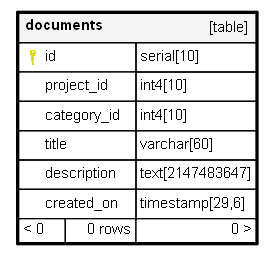 documents [table]
id serial[10]
project_id int4[10]
category_id int4[10]
title varchar[60]
description text[2147483647]
created_on timestamp[29,6]
< 0 0 rows 0 >